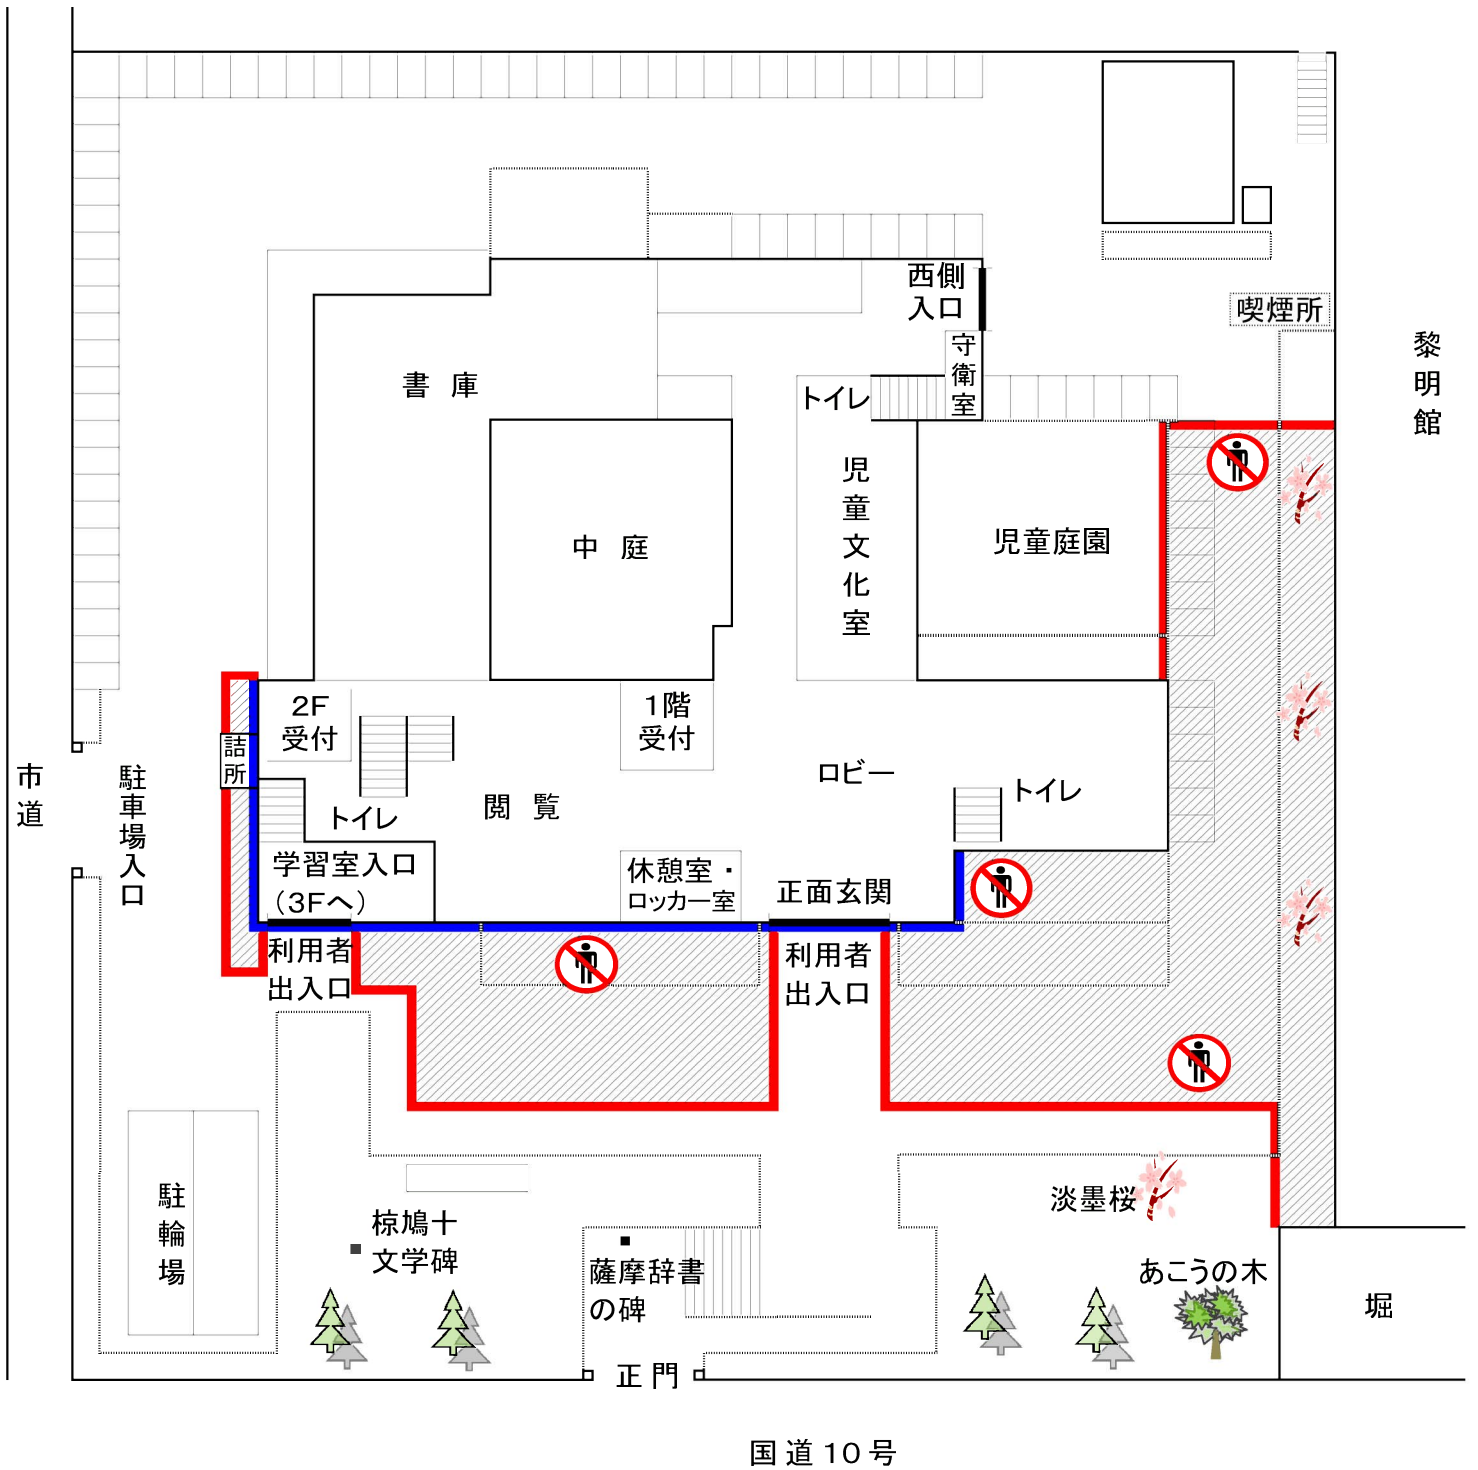 西側
入口
喫煙所
守衛室
黎明館
書庫
トイレ
児童文化室
中庭
児童庭園
2F
受付
1階
受付
詰所
市道
駐車場入口
ロビー
トイレ
閲覧
トイレ
学習室入口
（3Fへ）
休憩室・
ロッカー室
正面玄関
利用者
出入口
利用者
出入口
駐輪場
椋鳩十
文学碑
薩摩辞書
の碑
淡墨桜
あこうの木
堀
正門
国道10号